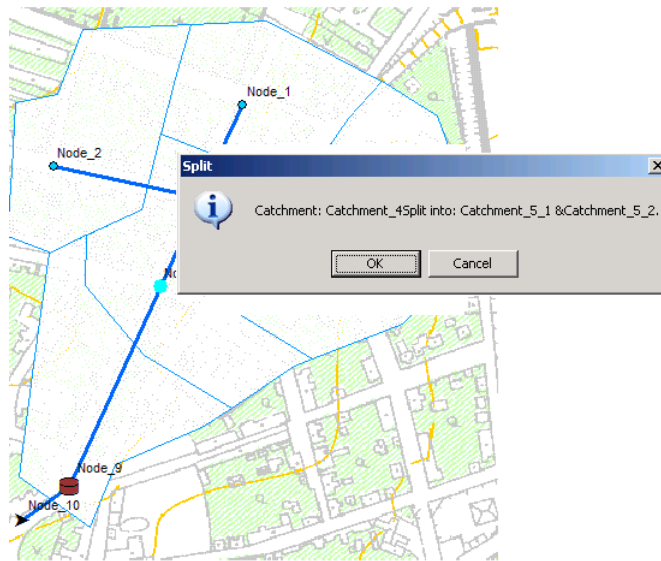 Node_1
Node_2
Split
Catchment: Catchment_4Split into: Catchment_5_1 &Catchment_5_2.
OK
Cancel
Node_9
Node_10